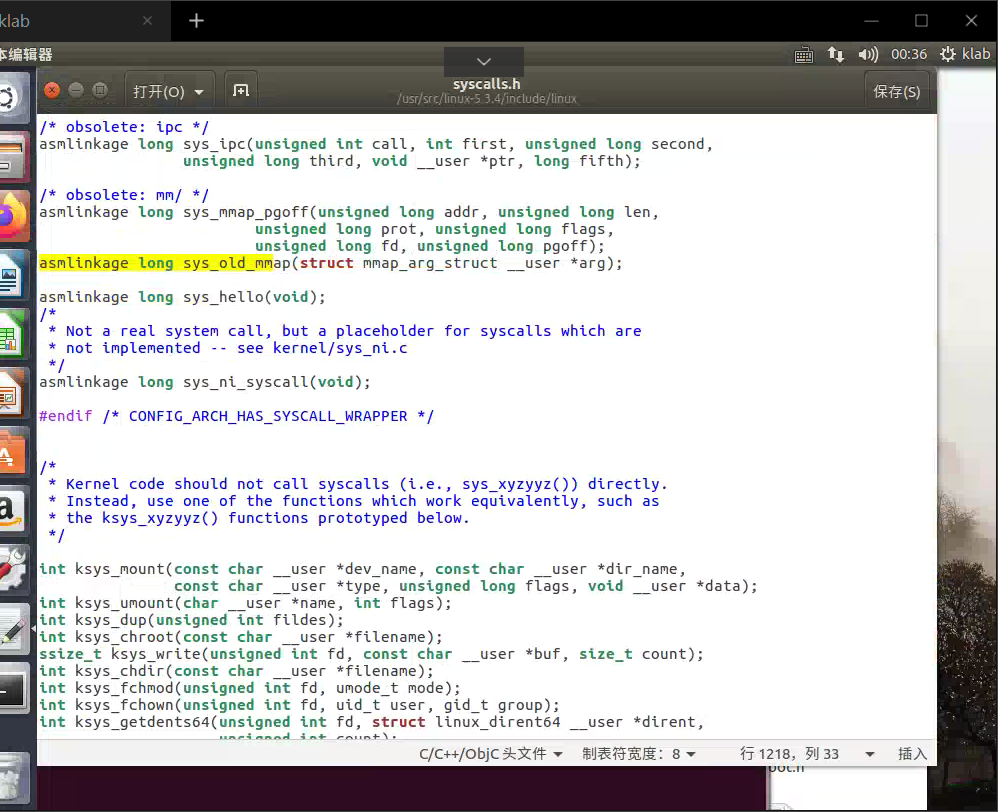 klab
本编辑器
00:36 klab
打开(O)
syscalls.h
/usr/src/linux-5.3.4/include/linux
保存(S)
/* obsolete: ipc */
asmlinkage long sys_ipc(unsigned int call, int first, unsigned long second,
                unsigned long third, void __user *ptr, long fifth);
/* obsolete: mm/ */
asmlinkage long sys_mmap_pgoff(unsigned long addr, unsigned long len,
                        unsigned long prot, unsigned long flags,
                        unsigned long fd, unsigned long pgoff);
asmlinkage long sys_old_mmap(struct mmap_arg_struct __user *arg);
asmlinkage long sys_hello(void);
/*
 * Not a real system call, but a placeholder for syscalls which are
 * not implemented -- see kernel/sys_ni.c
 */
asmlinkage long sys_ni_syscall(void);
#endif /* CONFIG_ARCH_HAS_SYSCALL_WRAPPER */
/*
 * Kernel code should not call syscalls (i.e., sys_xyzyyz()) directly.
 * Instead, use one of the functions which work equivalently, such as
 * the ksys_xyzyyz() functions prototyped below.
 */
int ksys_mount(const char __user *dev_name, const char __user *dir_name,
               const char __user *type, unsigned long flags, void __user *data);
int ksys_umount(char __user *name, int flags);
int ksys_dup(unsigned int fildes);
int ksys_chroot(const char __user *filename);
ssize_t ksys_write(unsigned int fd, const char __user *buf, size_t count);
int ksys_chdir(const char __user *filename);
int ksys_fchmod(unsigned int fd, umode_t mode);
int ksys_fchown(unsigned int fd, uid_t user, gid_t group);
int ksys_getdents64(unsigned int fd, struct linux_dirent64 __user *dirent,
                    unsigned int count);
C/C++/ObjC 头文件 制表符宽度：8 行 1218，列 33 插入